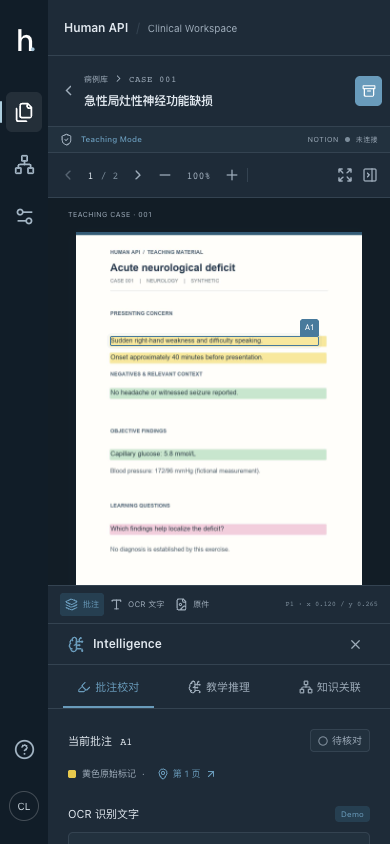 h.
Human API / Clinical Workspace
病例库 > CASE 001
急性局灶性神经功能缺损
Teaching Mode
NOTION ● 未连接
1 / 2
100%
TEACHING CASE · 001
HUMAN API / TEACHING MATERIAL
Acute neurological deficit
CASE 001 | NEUROLOGY | SYNTHETIC
PRESENTING CONCERN
A1
Sudden right-hand weakness and difficulty speaking.
Onset approximately 40 minutes before presentation.
NEGATIVES & RELEVANT CONTEXT
No headache or witnessed seizure reported.
OBJECTIVE FINDINGS
Capillary glucose: 5.8 mmol/L
Blood pressure: 172/96 mmHg (fictional measurement).
LEARNING QUESTIONS
Which findings help localize the deficit?
No diagnosis is established by this exercise.
批注
OCR 文字
原件
P1 · x 0.120 / y 0.265
Intelligence
批注校对
教学推理
知识关联
当前批注 A1
待核对
黄色原始标记 ·
第 1 页
OCR 识别文字
Demo
CL